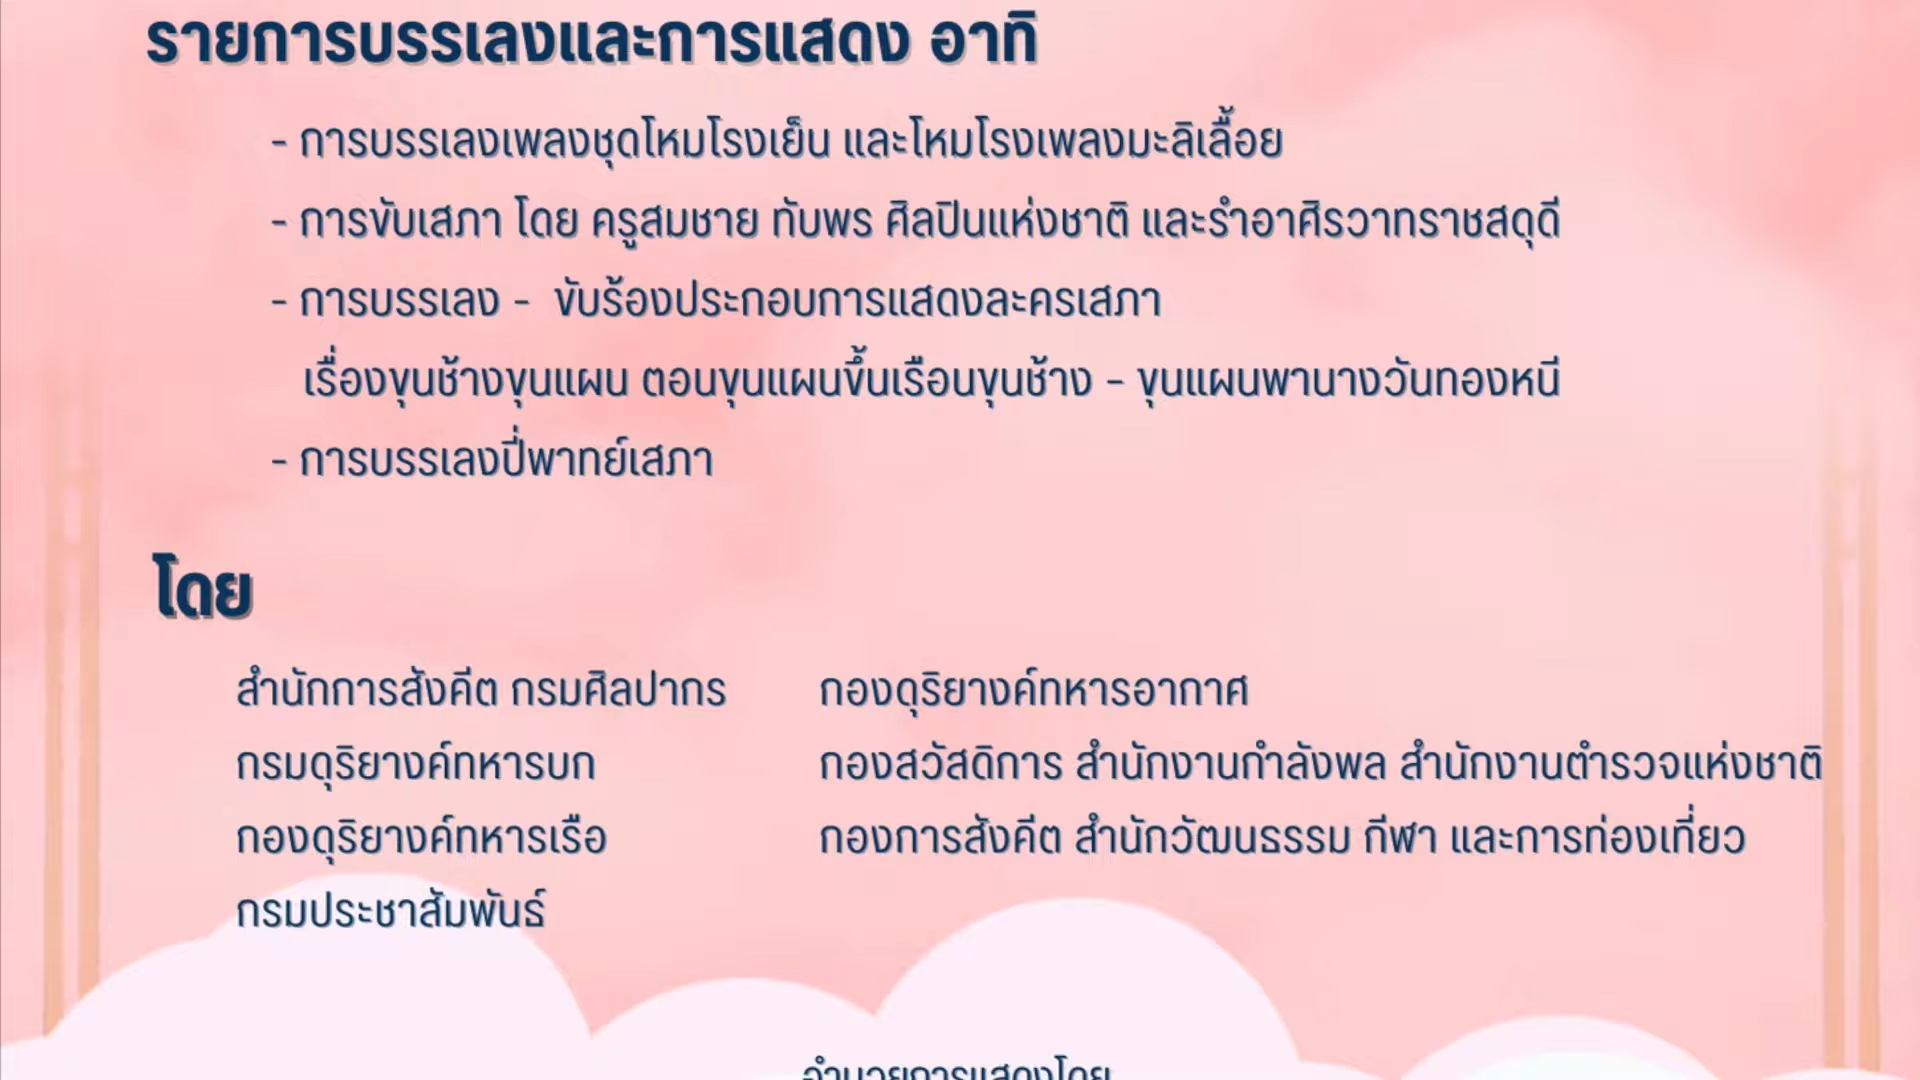 รายการบรรเลงและการแสดง อาทิ
- การบรรเลงเพลงชุดโหมโรงเย็น และโหมโรงเพลงมะลิเลื้อย
- การขับเสภา โดย ครูสมชาย ทับพร ศิลปินแห่งชาติ และรำอาศิรวาทราชสดุดี
- การบรรเลง - ขับร้องประกอบการแสดงละครเสภา
เรื่องขุนช้างขุนแผน ตอนขุนแผนขึ้นเรือนขุนช้าง - ขุนแผนพานางวันทองหนี
- การบรรเลงปี่พาทย์เสภา
โดย
สำนักการสังคีต กรมศิลปากร
กรมดุริยางค์ทหารบก
กองดุริยางค์ทหารเรือ
กรมประชาสัมพันธ์
กองดุริยางค์ทหารอากาศ
กองสวัสดิการ สำนักงานกำลังพล สำนักงานตำรวจแห่งชาติ
กองการสังคีต สำนักวัฒนธรรม กีฬา และการท่องเที่ยว
อำนวยการแสดงโดย